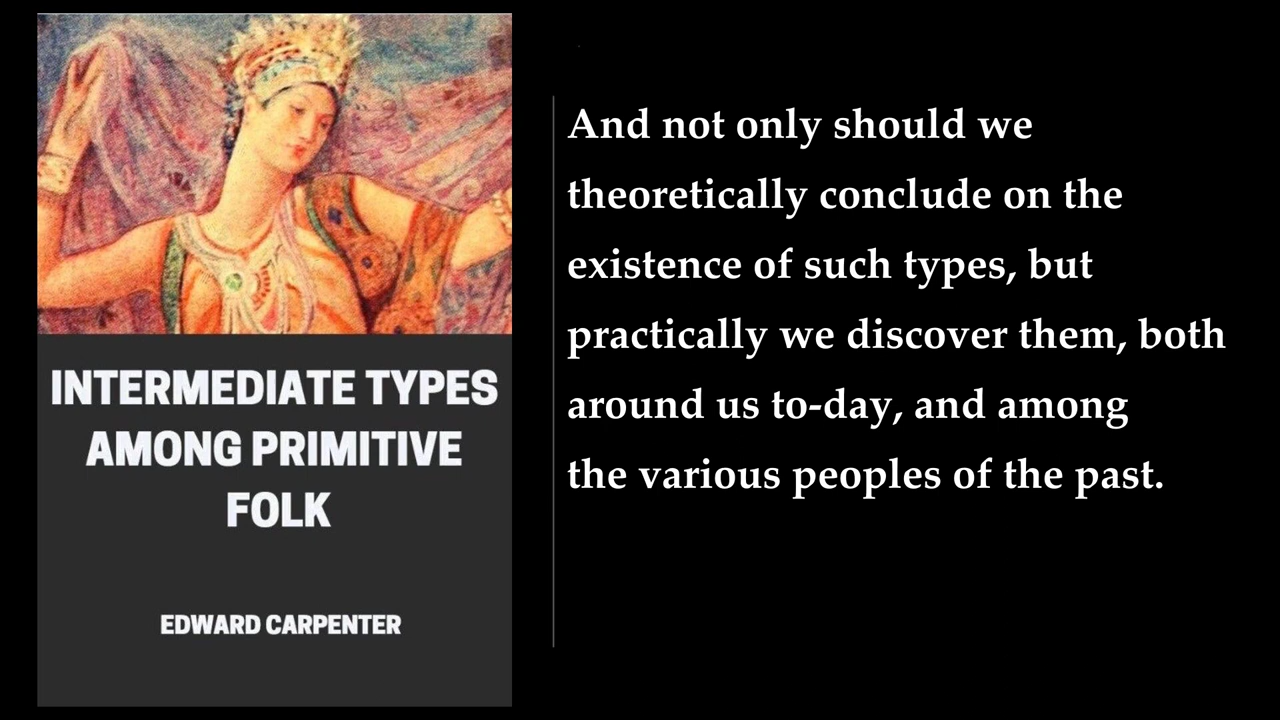 INTERMEDIATE TYPES
AMONG PRIMITIVE
FOLK
EDWARD CARPENTER
And not only should we
theoretically conclude on the
existence of such types, but
practically we discover them, both
around us to-day, and among
the various peoples of the past.